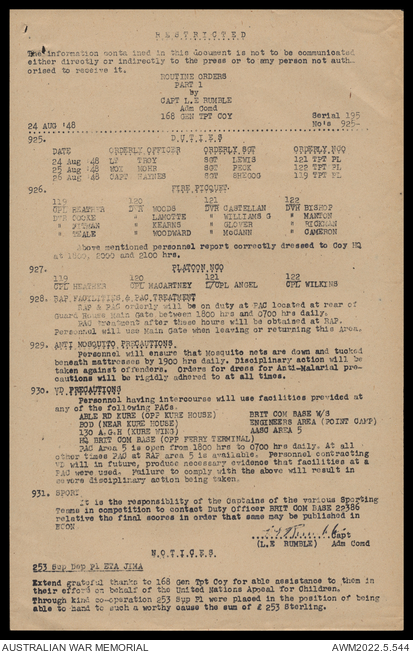 R E S T R I C T E D
The information contained in this document is not to be communicated
either directly or indirectly to the press or to any person not auth-
orised to receive it.
ROUTINE ORDERS
PART 1
by
CAPT L.E RUMBLE
Adm Comd
168 GEN TPT COY Serial 195
24 AUG '48 No's 925-
925. D U T I E S
DATE ORDERLY OFFICER ORDERLY SGT ORDERLY NCO
24 Aug '48 TROY SGT LEWIS 121 TPT PL
25 Aug '48 MOHR SGT PECK 122 TPT PL
26 Aug '48 CAPT HAYNES SGT 119 TPT PL
926. FIRE PICQUET.
119 120 121 122
CPL HEATHER DVR WOODS DVR CASTELLAN DVR BISHOP
DVR COOKE " LAMOTTE " WILLIAMS G " MANTON
" " KEARNS " GLOVER " RICKMAN
" TEALE " WOODWARD " McCANN " CAMERON
Above mentioned personnel report correctly dressed to Coy HQ
at 1800, 2000 and 2100 hrs.
927. PLATOON NCO
119 120 121 122
CPL HEATHER CPL MACARTNEY L/CPL ANGEL CPL WILKINS
928. RAP FACILITIES & PAC TREATMENT
RAP & PAC orderly will be on duty at PAC located at rear of
Guard House Main Gate between 1800 hrs and 0700 hrs daily.
PAC treatment after these hours will be obtained at RAP.
Personnel will use Main Gate when leaving or returning this Area.
929. ANTI MOSQUITO PRECAUTIONS
Personnel will ensure that Mosquito nets are down and tucked
beneath mattresses by 1900 hrs daily. Disciplinary action will be
taken against offenders. Orders for dress for Anti-Malarial pre-
cautions will be rigidly adhered to at all times.
930. PRECAUTIONS
Personnel having intercourse will use facilities provided at
any of the following PACs.
ABLE RD KURE (OPP KURE HOUSE) BRIT COM BASE W/S
BOD (NEAR KURE HOUSE) ENGINEERS AREA (POINT CAMP)
130 A.G.H (KURE WING) AASC AREA 5
HQ BRIT COM BASE (OPP FERRY TERMINAL)
PAC Area 5 is open from 1800 hrs to 0700 hrs daily. At all
other times PAC at RAP area 5 is available. Personnel contracting
VD will in future, produce necessary evidence that facilities at a
PAC were used. Failure to comply with the above will result in
severe disciplinary action being taken.
931. SPORT
It is the responsiblity of the Captains of the various Sporting
Teams in competition to contact Duty Officer BRIT COM BASE 22386
relative the final scores in order that same may be published in
BCON.
Capt
(L.E RUMBLE) Adm Comd
N O T I C E S
253 Sup Dep Pl ETA JIMA
Extend grateful thanks to 168 Gen Tpt Coy for able assistance to them in
their effort on behalf of the United Nations Appeal for Children.
Through kind co-operation 253 Sup Pl were placed in the position of being
able to hand to such a worthy cause the sum of £ 253 Sterling.
AUSTRALIAN WAR MEMORIAL AWM2022.5.544